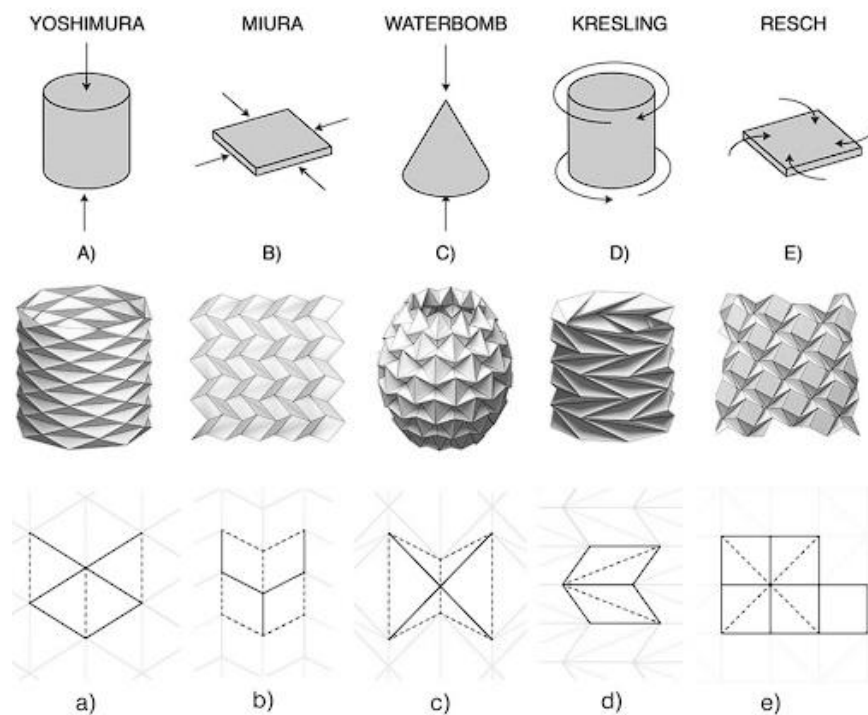 YOSHIMURA MIURA WATERBOMB KRESLING RESCH
A) B) C) D) E)
a) b) c) d) e)